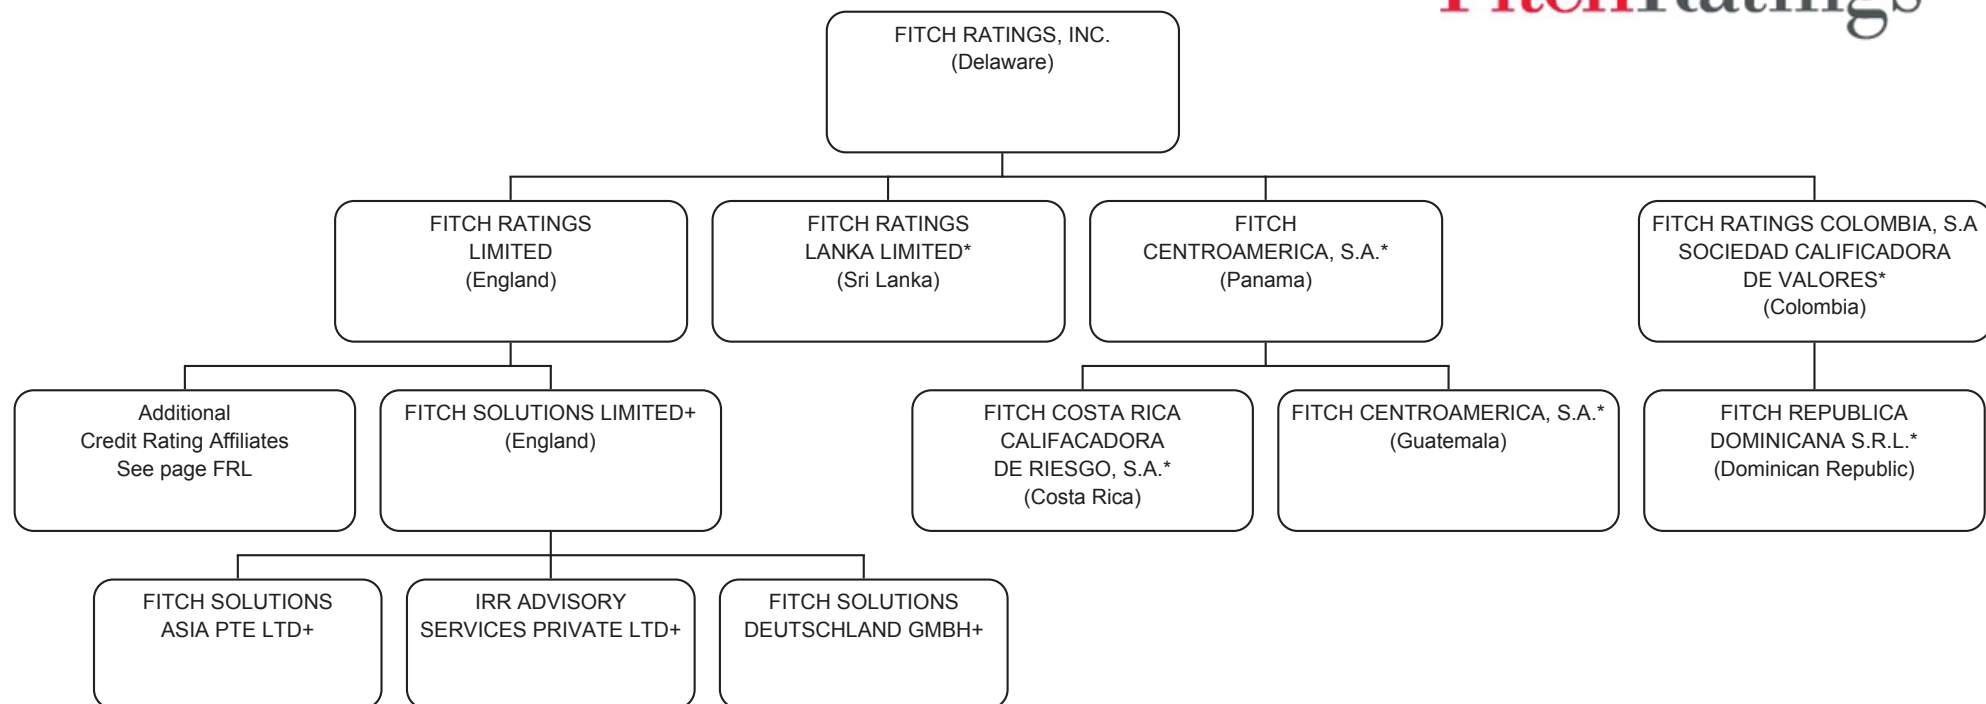 FitchRatings
FITCH RATINGS, INC.
(Delaware)
FITCH RATINGS
LIMITED
(England)
FITCH RATINGS
LANKA LIMITED*
(Sri Lanka)
FITCH
CENTROAMERICA, S.A.*
(Panama)
FITCH RATINGS COLOMBIA, S.A
SOCIEDAD CALIFICADORA
DE VALORES*
(Colombia)
Additional
Credit Rating Affiliates
See page FRL
FITCH SOLUTIONS LIMITED+
(England)
FITCH COSTA RICA
CALIFACADORA
DE RIESGO, S.A.*
(Costa Rica)
FITCH CENTROAMERICA, S.A.*
(Guatemala)
FITCH REPUBLICA
DOMINICANA S.R.L.*
(Dominican Republic)
FITCH SOLUTIONS
ASIA PTE LTD+
IRR ADVISORY
SERVICES PRIVATE LTD+
FITCH SOLUTIONS
DEUTSCHLAND GMBH+